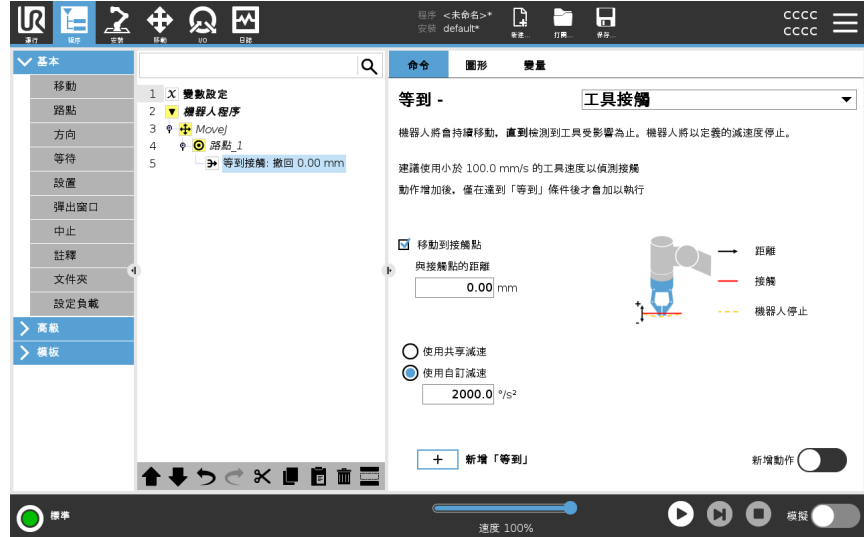 UR
運行
程序
安裝
移動
I/O
日誌
程序 <未命名>*
安裝 default*
新建...
打開...
保存...
cccc
cccc
基本
移動
路點
方向
等待
設置
彈出窗口
中止
註釋
文件夾
設定負載
高級
模板
1 x 變數設定
2 機器人程序
3 MoveJ
4 路點_1
5 等到接觸: 撤回 0.00 mm
命令 圖形 變量
等到 - 工具接觸
機器人將會持續移動，直到檢測到工具受影響為止。機器人將以定義的減速度停止。
建議使用小於 100.0 mm/s 的工具速度以偵測接觸
動作增加後，僅在達到「等到」條件後才會加以執行
移動到接觸點
與接觸點的距離
0.00 mm
距離
接觸
機器人停止
+
-
使用共享減速
使用自訂減速
2000.0 °/s²
+ 新增「等到」
新增動作
標準
速度 100%
模擬